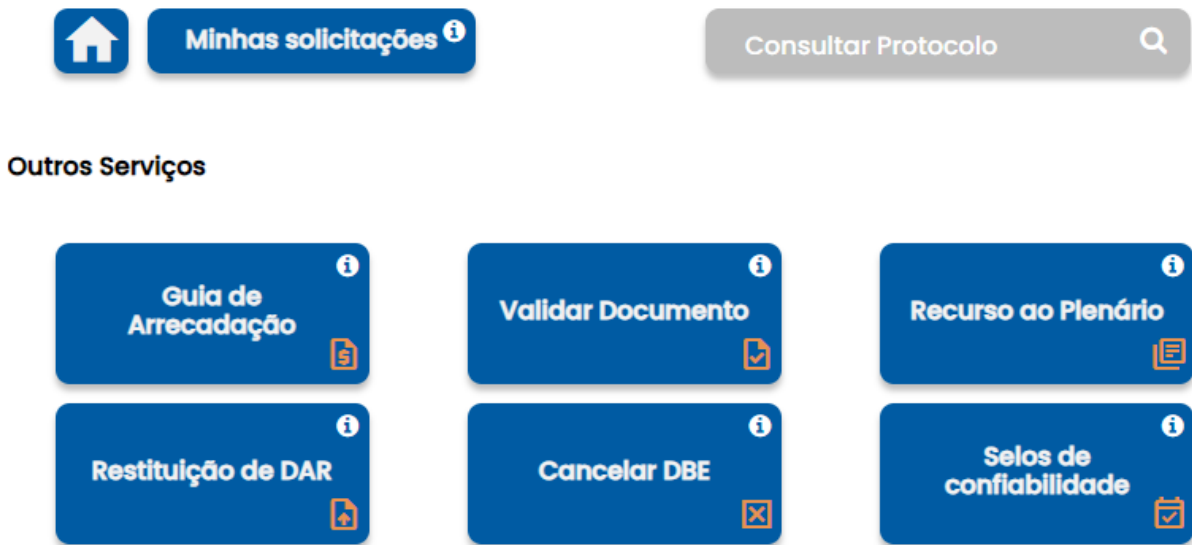 Minhas solicitações
Consultar Protocolo
Outros Serviços
Guia de
Arrecadação
Validar Documento
Recurso ao Plenário
Restituição de DAR
Cancelar DBE
Selos de
confiabilidade